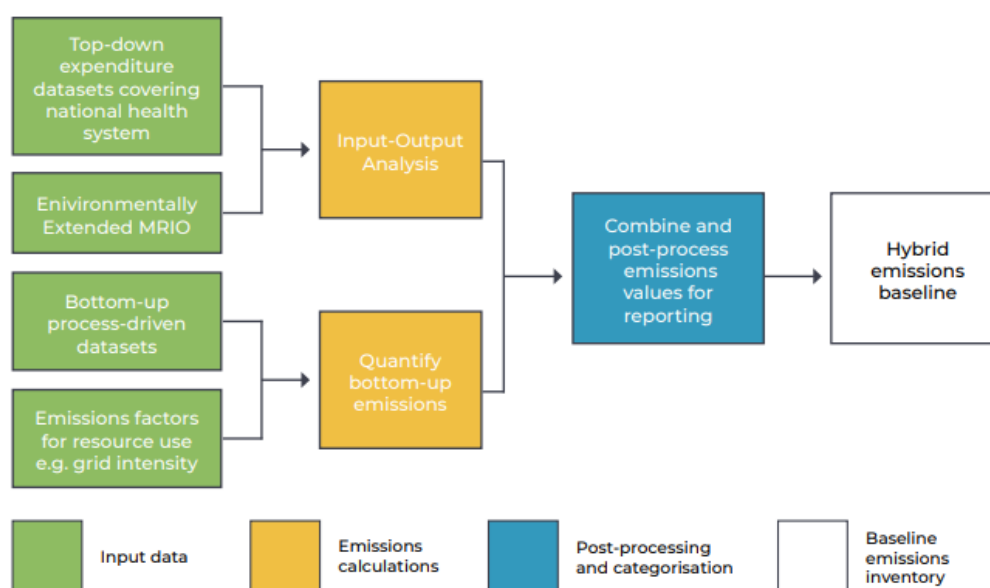 Top-down
expenditure
datasets covering
national health
system
Enivironmentally
Extended MRIO
Bottom-up
process-driven
datasets
Emissions factors
for resource use
e.g. grid intensity
Input-Output
Analysis
Quantify
bottom-up
emissions
Combine and
post-process
emissions
values for
reporting
Hybrid
emissions
baseline
Input data
Emissions
calculations
Post-processing
and categorisation
Baseline
emissions
inventory